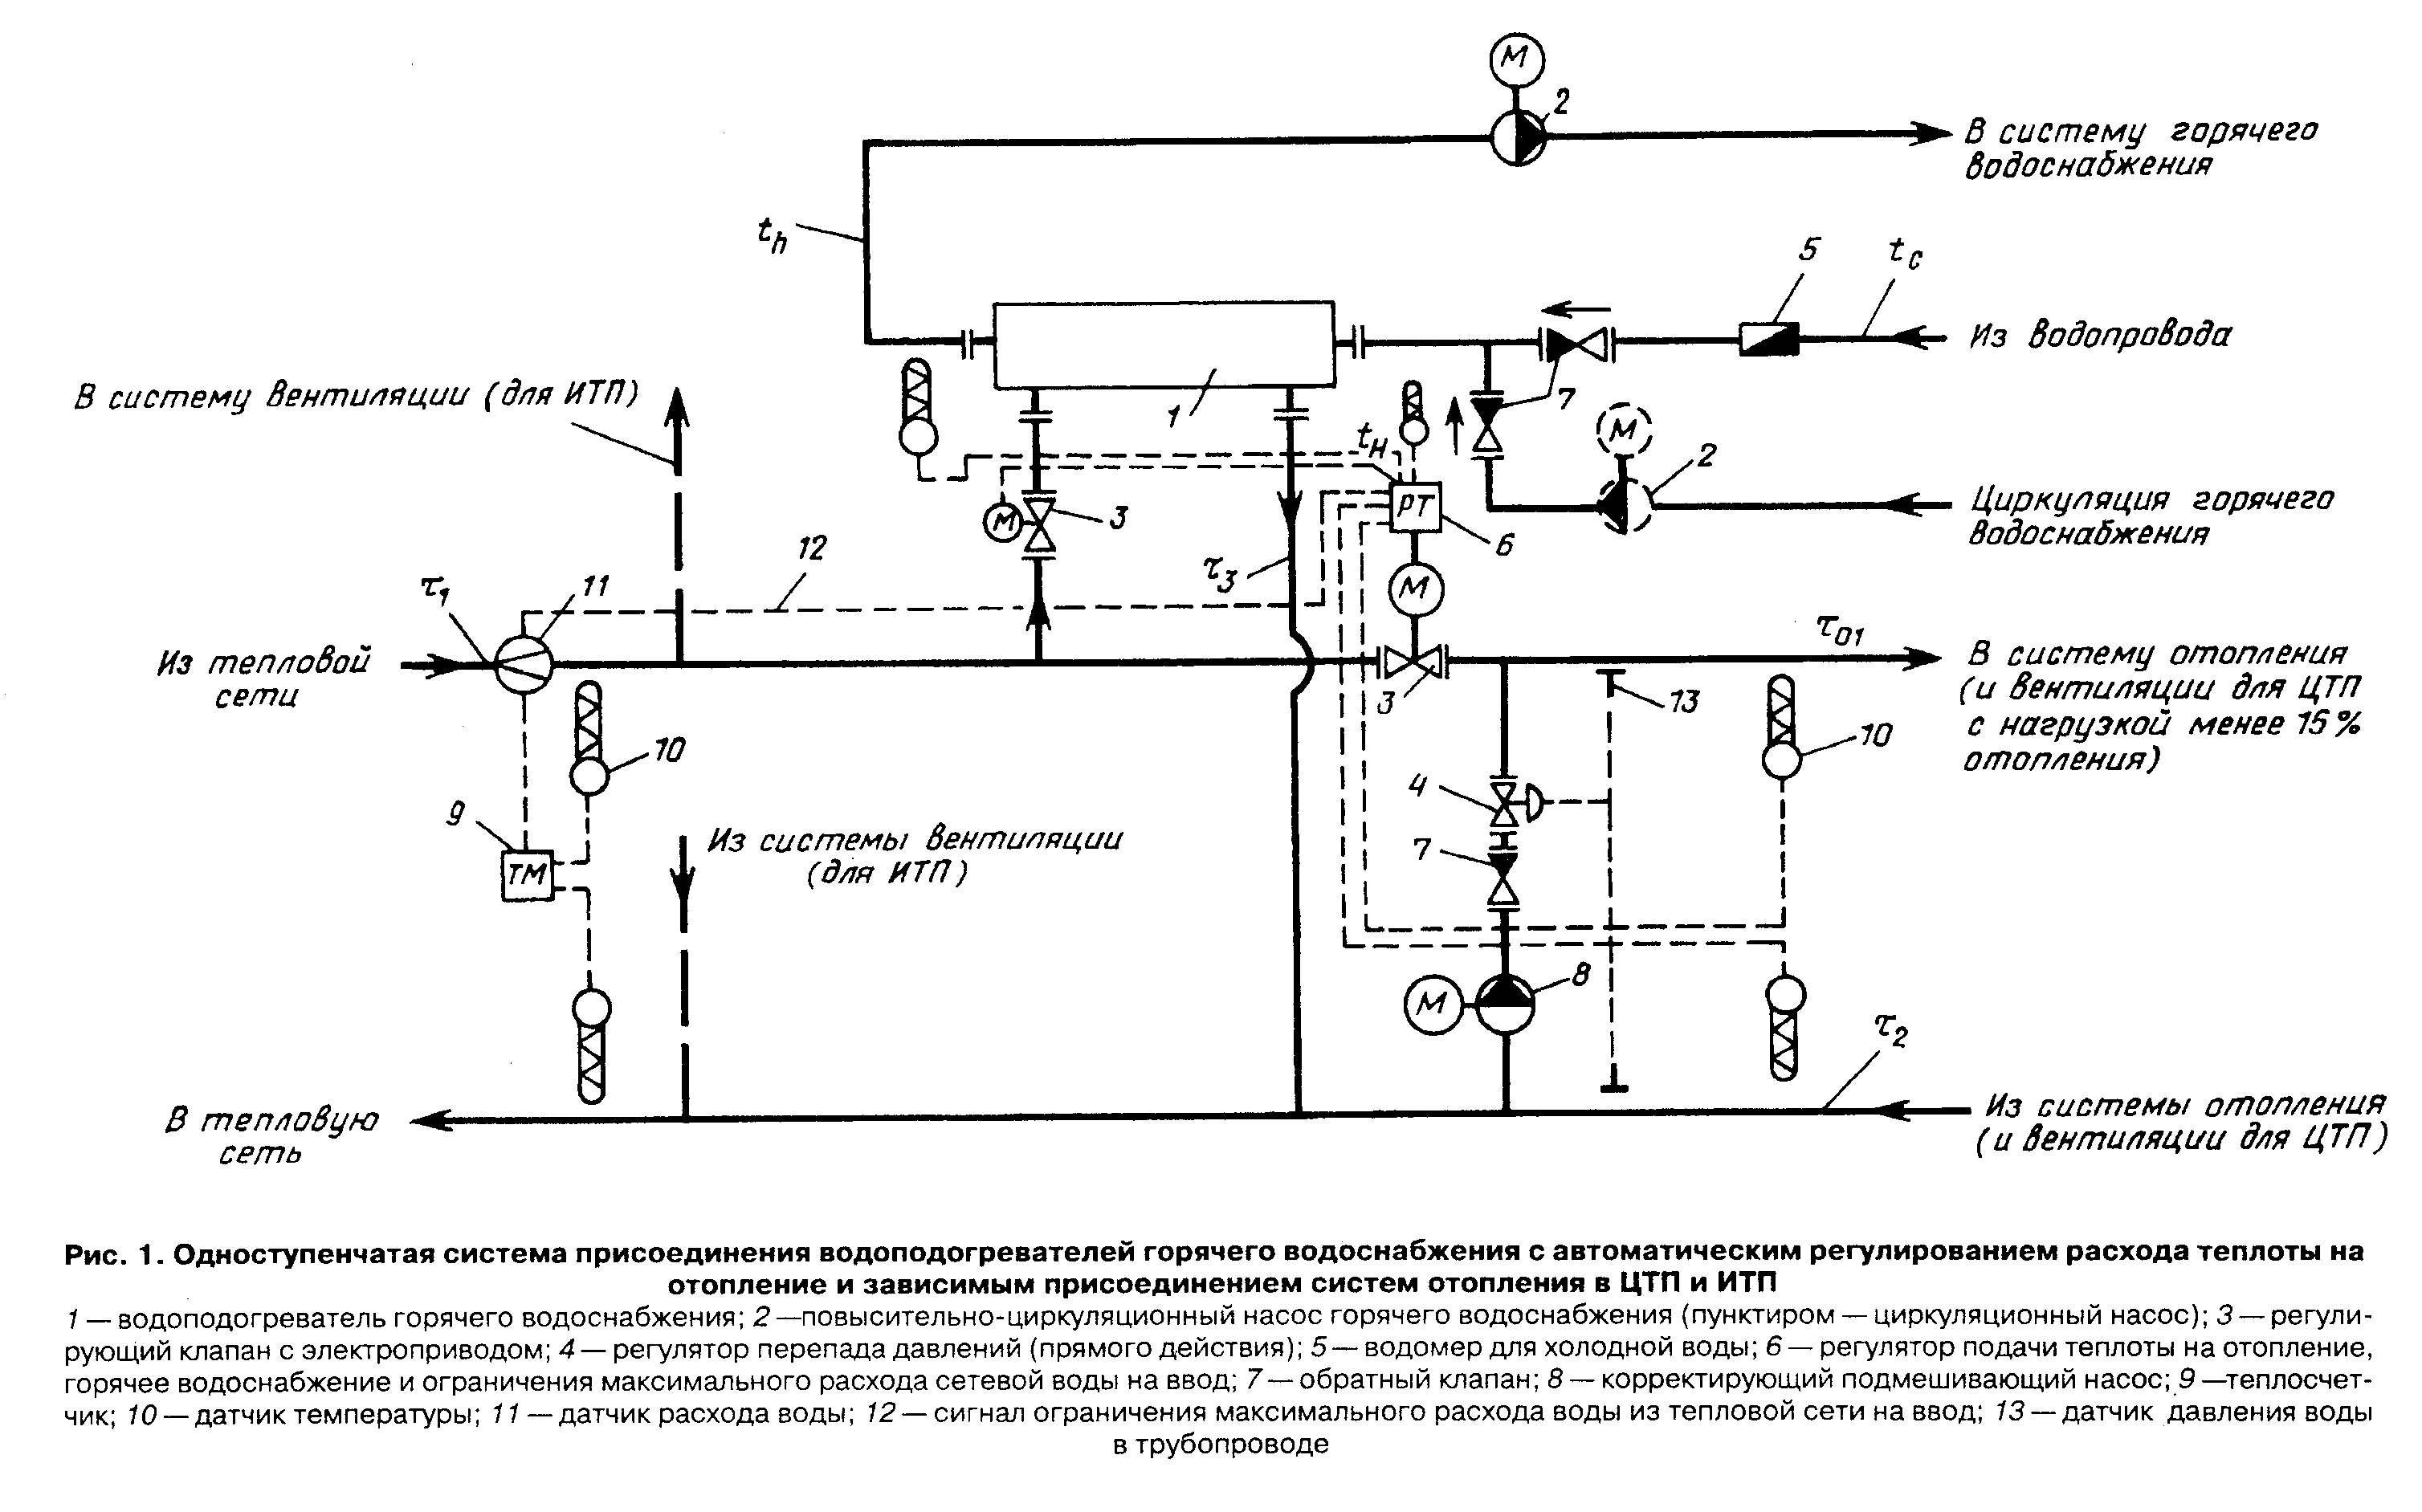 М
2
В систему горячего
водоснабжения
th
5
tс
Из водопровода
В систему вентиляции (для ИТП)
1
7
tн
М
2
М
3
РТ
6
Циркуляция горячего
водоснабжения
12
τ1
11
τ3
М
τ01
Из тепловой
сети
3
13
В систему отопления
(и вентиляции для ЦТП
с нагрузкой менее 15%
отопления)
10
10
9
4
Из системы вентиляции
(для ИТП)
7
ТМ
М
8
τ2
В тепловую
сеть
Из системы отопления
(и вентиляции для ЦТП)
Рис. 1. Одноступенчатая система присоединения водоподогревателей горячего водоснабжения с автоматическим регулированием расхода теплоты на
отопление и зависимым присоединением систем отопления в ЦТП и ИТП
1 — водоподогреватель горячего водоснабжения; 2 —повысительно-циркуляционный насос горячего водоснабжения (пунктиром — циркуляционный насос); 3 — регули-
рующий клапан с электроприводом; 4 — регулятор перепада давлений (прямого действия); 5 — водомер для холодной воды; 6 — регулятор подачи теплоты на отопление,
горячее водоснабжение и ограничения максимального расхода сетевой воды на ввод; 7 — обратный клапан; 8 — корректирующий подмешивающий насос; 9 —теплосчет-
чик; 10 — датчик температуры; 11 — датчик расхода воды; 12 — сигнал ограничения максимального расхода воды из тепловой сети на ввод; 13 — датчик давления воды
в трубопроводе